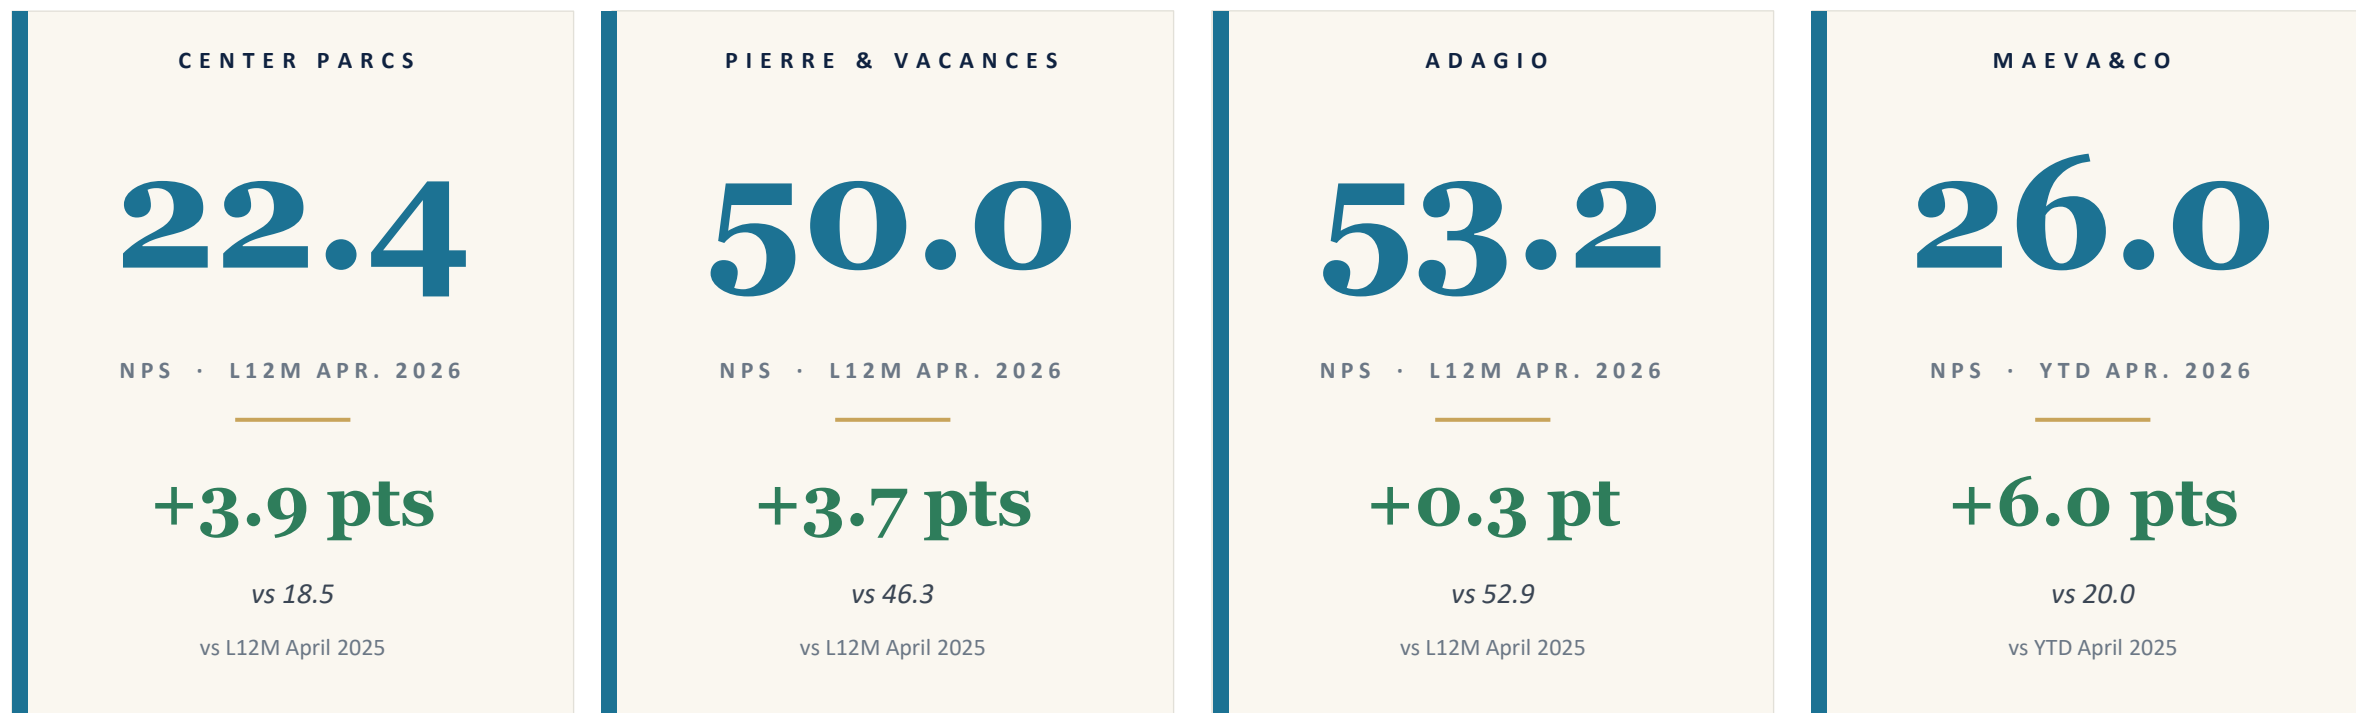 CENTER PARCS
22.4
NPS · L12M APR. 2026
+3.9 pts
vs 18.5
vs L12M April 2025
PIERRE & VACANCES
50.0
NPS · L12M APR. 2026
+3.7 pts
vs 46.3
vs L12M April 2025
ADAGIO
53.2
NPS · L12M APR. 2026
+0.3 pt
vs 52.9
vs L12M April 2025
MAEVA&CO
26.0
NPS · YTD APR. 2026
+6.0 pts
vs 20.0
vs YTD April 2025